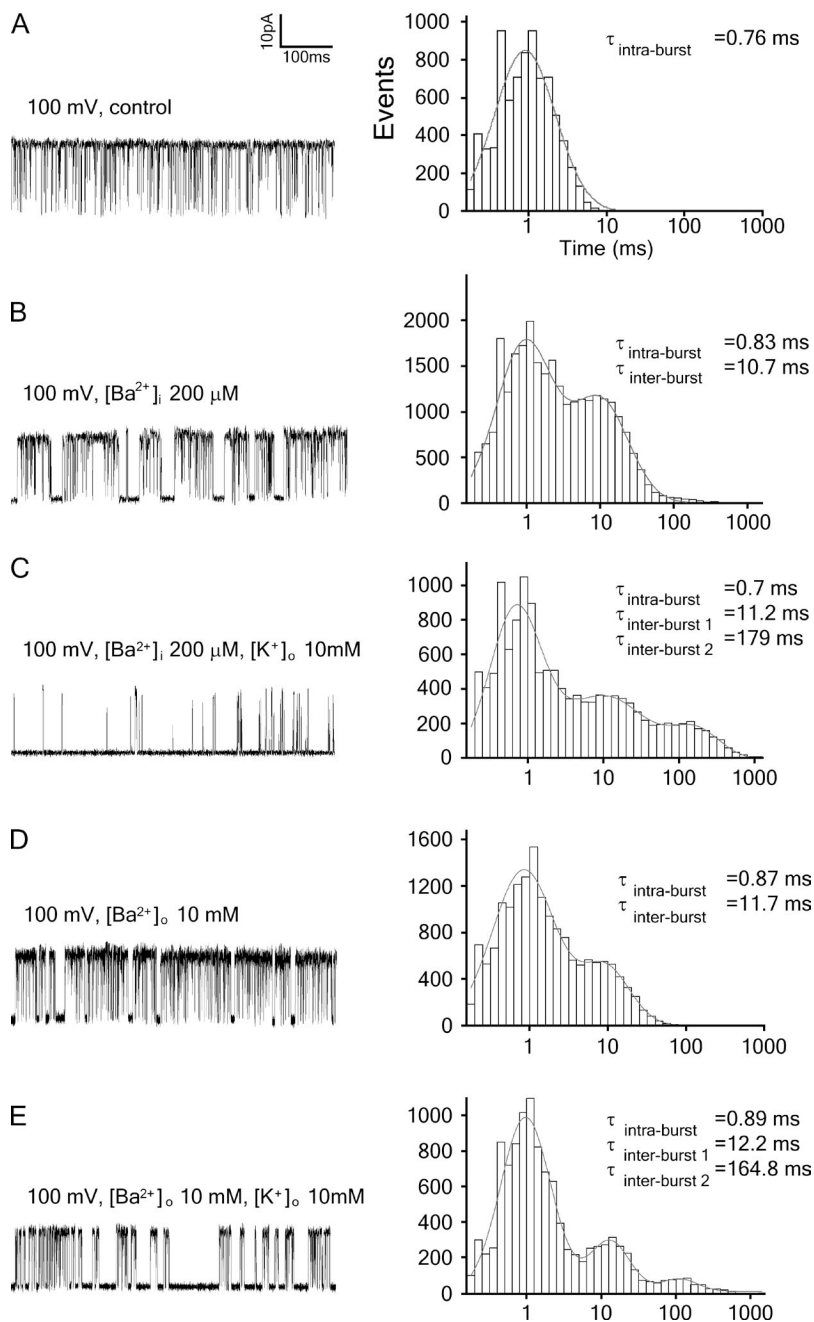 A
10pA
100ms
100 mV, control
Events
1000
800
600
400
200
0
τ intra-burst =0.76 ms
1 10 100 1000
Time (ms)
B
100 mV, [Ba²⁺]ᵢ 200 μM
2000
1500
1000
500
0
τ intra-burst =0.83 ms
τ inter-burst =10.7 ms
1 10 100 1000
C
100 mV, [Ba²⁺]ᵢ 200 μM, [K⁺]ₒ 10mM
1000
800
600
400
200
0
τ intra-burst =0.7 ms
τ inter-burst 1 =11.2 ms
τ inter-burst 2 =179 ms
1 10 100 1000
D
100 mV, [Ba²⁺]ₒ 10 mM
1600
1200
800
400
0
τ intra-burst =0.87 ms
τ inter-burst =11.7 ms
1 10 100 1000
E
100 mV, [Ba²⁺]ₒ 10 mM, [K⁺]ₒ 10mM
1000
800
600
400
200
0
τ intra-burst =0.89 ms
τ inter-burst 1 =12.2 ms
τ inter-burst 2 =164.8 ms
1 10 100 1000